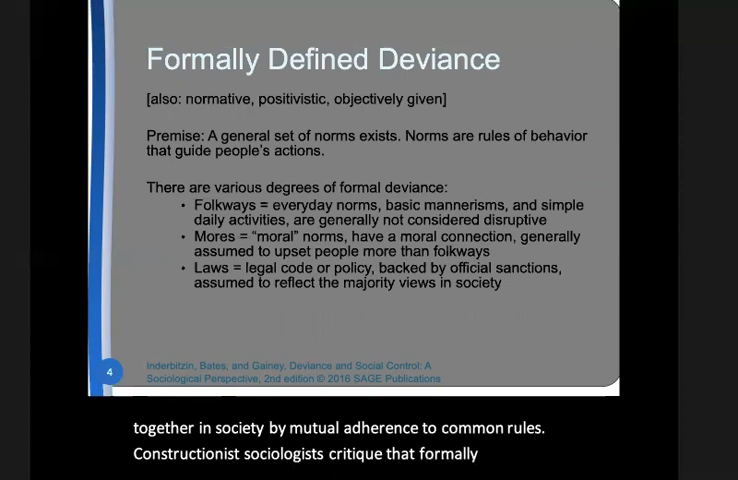 Formally Defined Deviance
[also: normative, positivistic, objectively given]
Premise: A general set of norms exists. Norms are rules of behavior
that guide people's actions.
There are various degrees of formal deviance:
• Folkways = everyday norms, basic mannerisms, and simple
daily activities, are generally not considered disruptive
• Mores = “moral” norms, have a moral connection, generally
assumed to upset people more than folkways
• Laws = legal code or policy, backed by official sanctions,
assumed to reflect the majority views in society
4
Inderbitzin, Bates, and Gainey, Deviance and Social Control: A
Sociological Perspective, 2nd edition © 2016 SAGE Publications
together in society by mutual adherence to common rules.
Constructionist sociologists critique that formally